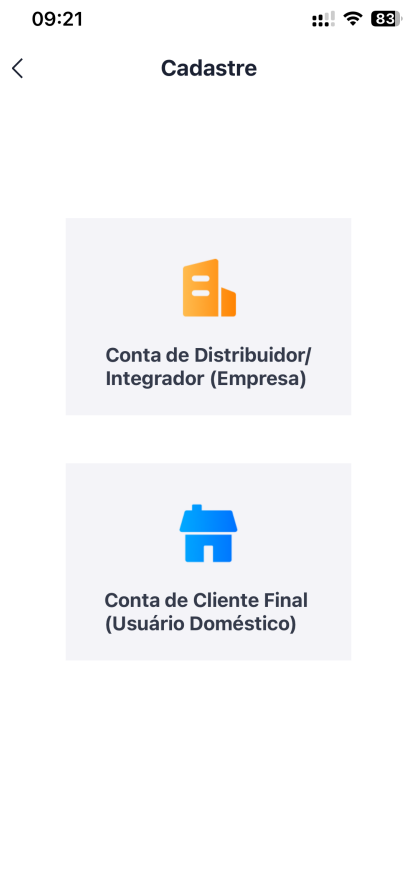 09:21
83
Cadastre
Conta de Distribuidor/
Integrador (Empresa)
Conta de Cliente Final
(Usuário Doméstico)